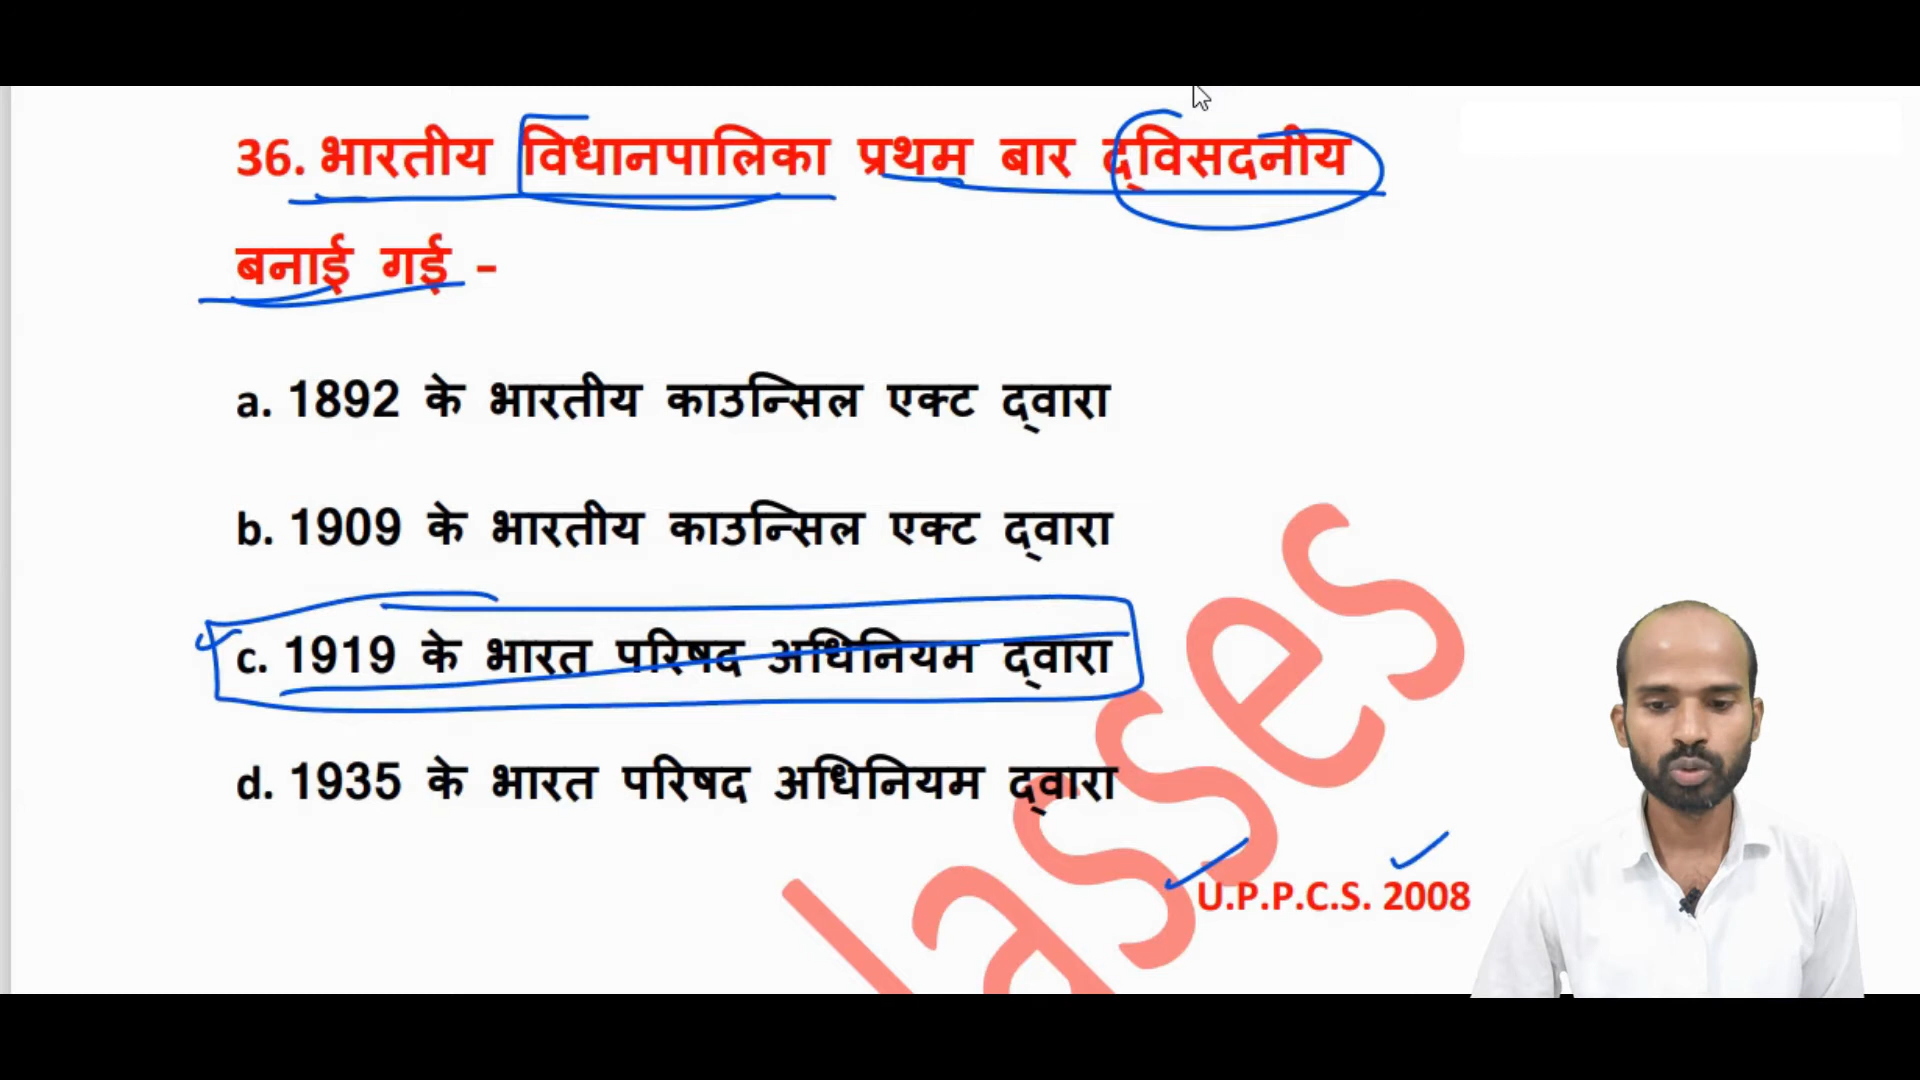 36. भारतीय विधानपालिका प्रथम बार द्विसदनीय
बनाई गई -
a. 1892 के भारतीय काउन्सिल एक्ट द्वारा
b. 1909 के भारतीय काउन्सिल एक्ट द्वारा
c. 1919 के भारत परिषद अधिनियम द्वारा
d. 1935 के भारत परिषद अधिनियम द्वारा
U.P.P.C.S. 2008
lasses